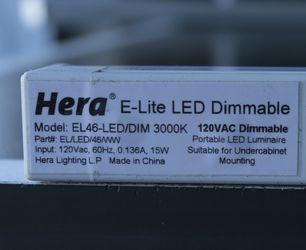 Hera® E-Lite LED Dimmable
Model: EL46-LED/DIM 3000K 120VAC Dimmable
Part#: EL/LED/46/WW Portable LED Luminaire
Input: 120Vac, 60Hz, 0.136A, 15W Suitable for Undercabinet
Hera Lighting L.P Made in China Mounting